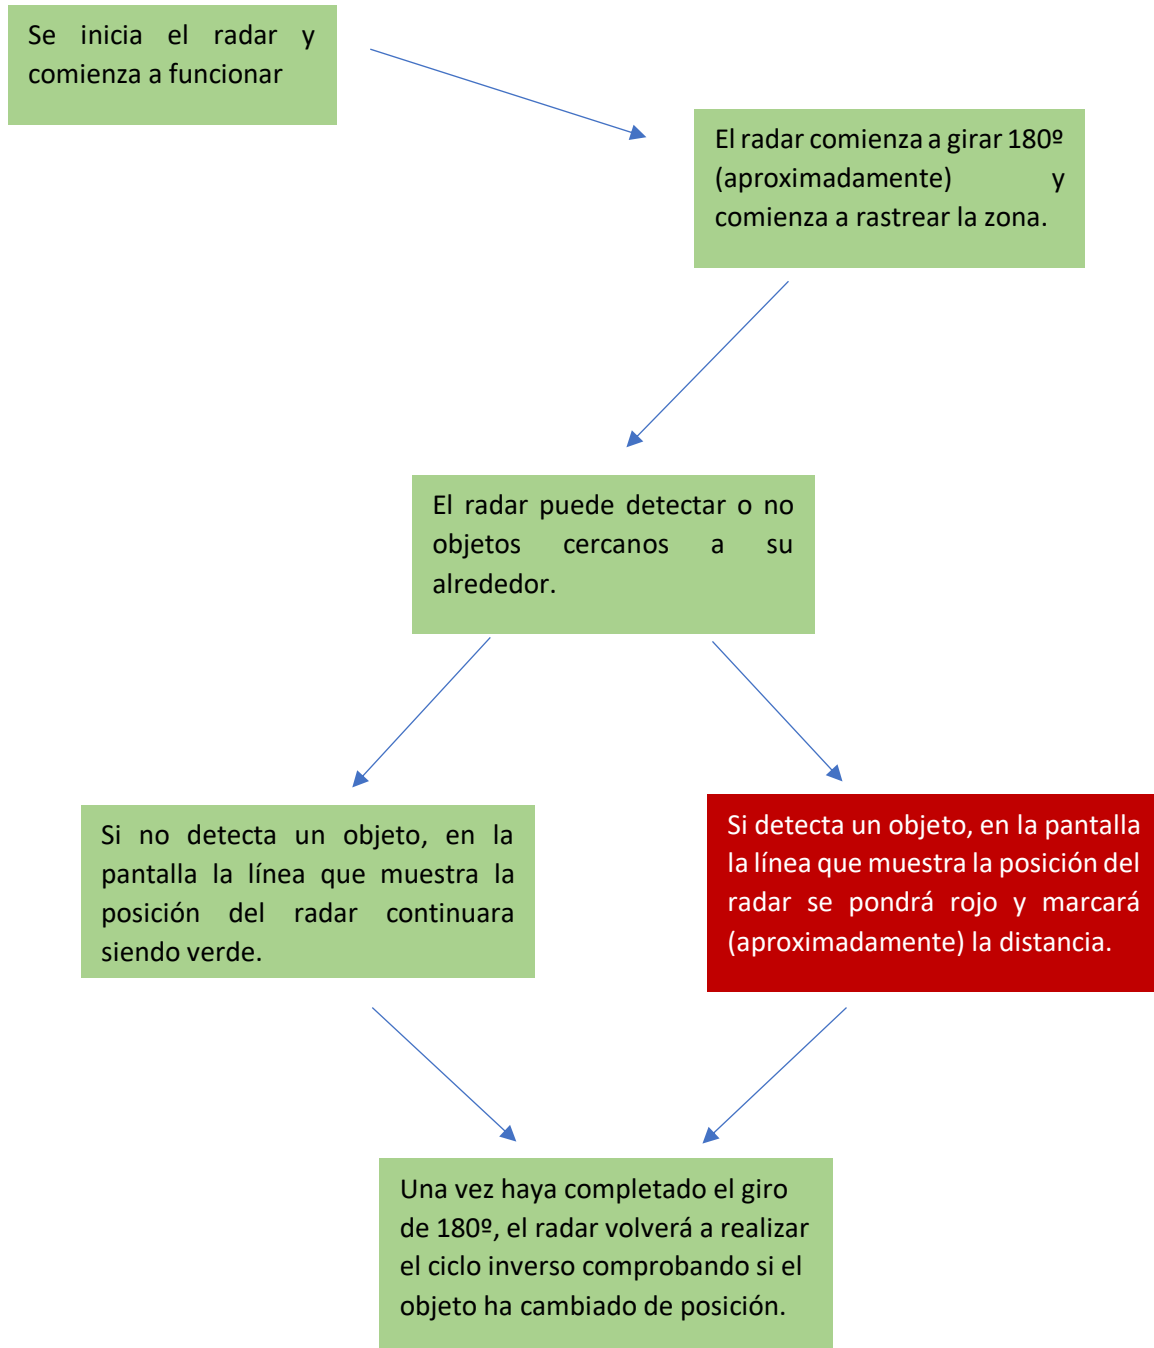 Se inicia el radar y
comienza a funcionar
El radar comienza a girar 180º
(aproximadamente) y
comienza a rastrear la zona.
El radar puede detectar o no
objetos cercanos a su
alrededor.
Si no detecta un objeto, en la
pantalla la línea que muestra la
posición del radar continuara
siendo verde.
Si detecta un objeto, en la pantalla
la línea que muestra la posición del
radar se pondrá rojo y marcará
(aproximadamente) la distancia.
Una vez haya completado el giro
de 180º, el radar volverá a realizar
el ciclo inverso comprobando si el
objeto ha cambiado de posición.